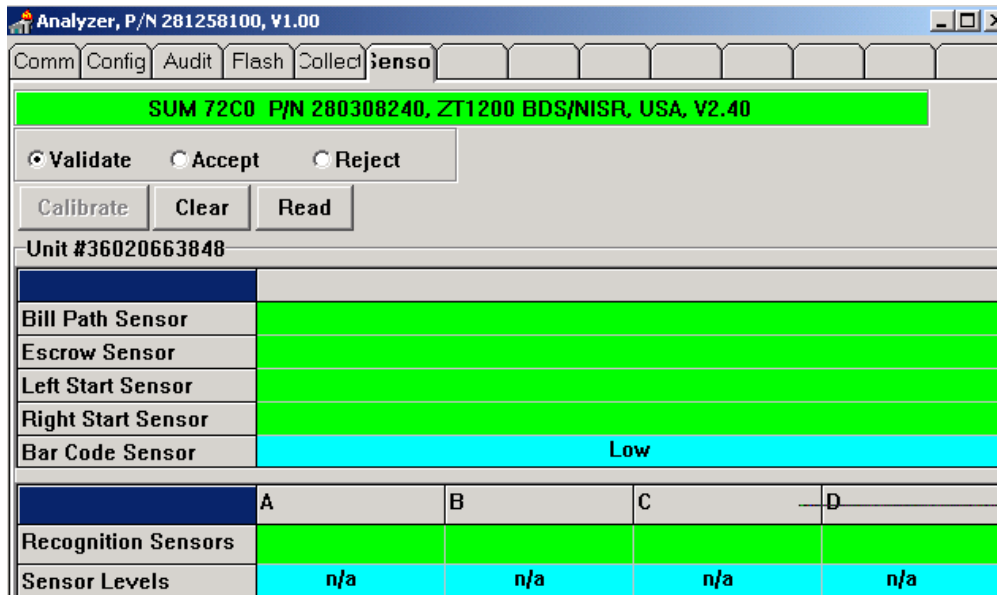 Analyzer, P/N 281258100, V1.00
Comm Config Audit Flash Collect Senso
SUM 72C0 P/N 280308240, ZT1200 BDS/NISR, USA, V2.40
Validate Accept Reject
Calibrate Clear Read
Unit #36020663848
Bill Path Sensor
Escrow Sensor
Left Start Sensor
Right Start Sensor
Bar Code Sensor Low
A B C D
Recognition Sensors
Sensor Levels n/a n/a n/a n/a